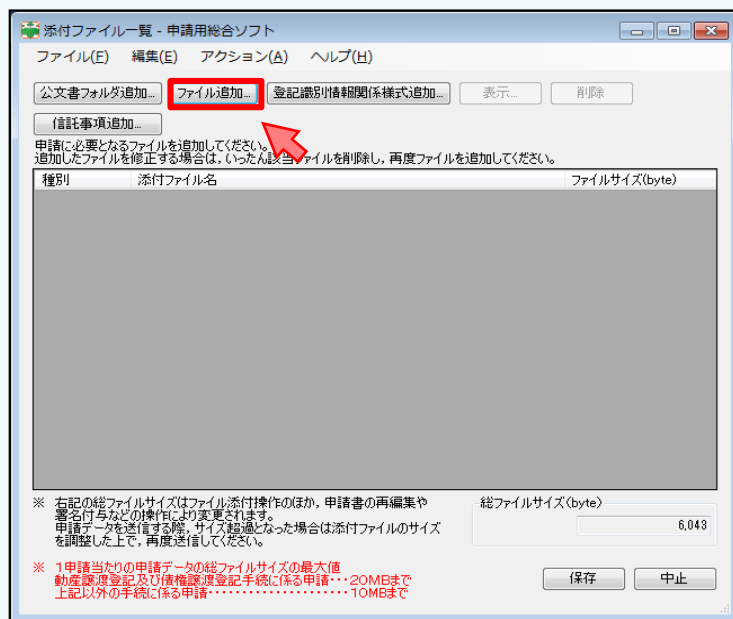 添付ファイル一覧 - 申請用総合ソフト
ファイル(F) 編集(E) アクション(A) ヘルプ(H)
公文書フォルダ追加... ファイル追加... 登記識別情報関係様式追加... 表示... 削除
信託事項追加...
申請に必要となるファイルを追加してください。
追加したファイルを修正する場合は，いったん該当ファイルを削除し，再度ファイルを追加してください。
種別 添付ファイル名 ファイルサイズ(byte)
※ 右記の総ファイルサイズはファイル添付操作のほか，申請書の再編集や
署名付与などの操作により変更されます。
申請データを送信する際，サイズ超過となった場合は添付ファイルのサイズ
を調整した上で，再度送信してください。
総ファイルサイズ(byte)
6,043
※ 1申請当たりの申請データの総ファイルサイズの最大値
動産譲渡登記及び債権譲渡登記手続に係る申請・・・20MBまで
上記以外の手続に係る申請・・・・・・・・・・・・・・・・・・・・・10MBまで
保存 中止